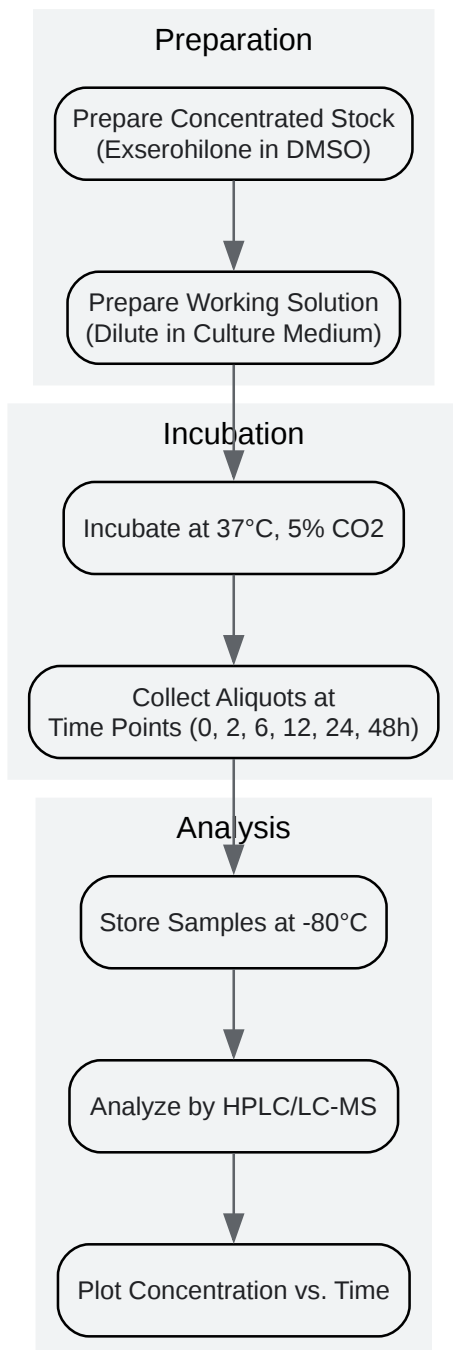 Preparation
Prepare Concentrated Stock
(Exserohilone in DMSO)
Prepare Working Solution
(Dilute in Culture Medium)
Incubation
Incubate at 37°C, 5% CO2
Collect Aliquots at
Time Points (0, 2, 6, 12, 24, 48h)
Analysis
Store Samples at -80°C
Analyze by HPLC/LC-MS
Plot Concentration vs. Time